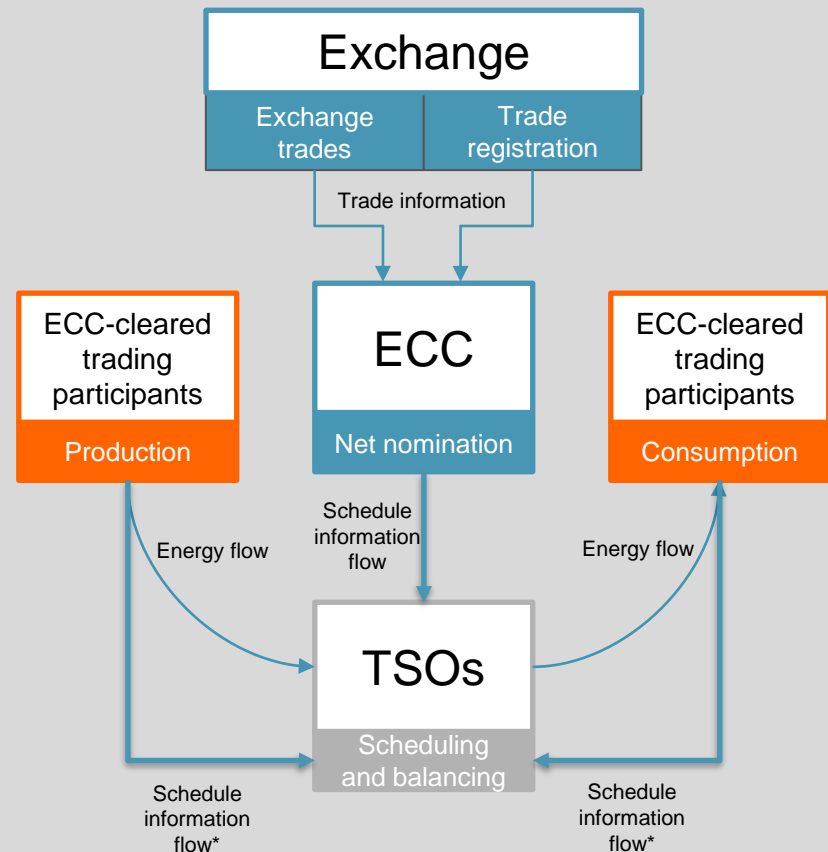 Exchange
Exchange
trades
Trade
registration
Trade information
ECC-cleared
trading
participants
Production
ECC
Net nomination
ECC-cleared
trading
participants
Consumption
Energy flow
Schedule
information
flow
Energy flow
TSOs
Scheduling
and balancing
Schedule
information
flow*
Schedule
information
flow*